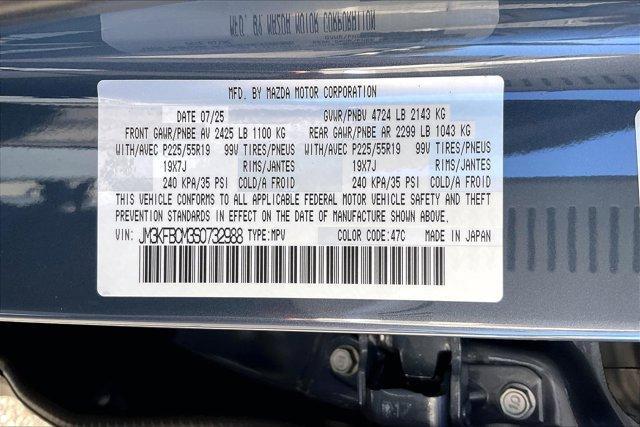 MFD. BY MAZDA MOTOR CORPORATION
MFD. BY MAZDA MOTOR CORPORATION
DATE 07/25 GVWR/PNBV 4724 LB 2143 KG
FRONT GAWR/PNBE AV 2425 LB 1100 KG REAR GAWR/PNBE AR 2299 LB 1043 KG
WITH/AVEC P225/55R19 99V TIRES/PNEUS WITH/AVEC P225/55R19 99V TIRES/PNEUS
19X7J RIMS/JANTES 19X7J RIMS/JANTES
240 KPA/35 PSI COLD/A FROID 240 KPA/35 PSI COLD/A FROID
THIS VEHICLE CONFORMS TO ALL APPLICABLE FEDERAL MOTOR VEHICLE SAFETY AND THEFT
PREVENTION STANDARDS IN EFFECT ON THE DATE OF MANUFACTURE SHOWN ABOVE.
VIN: JM3KFBCM3S0732988 TYPE:MPV COLOR CODE:47C MADE IN JAPAN